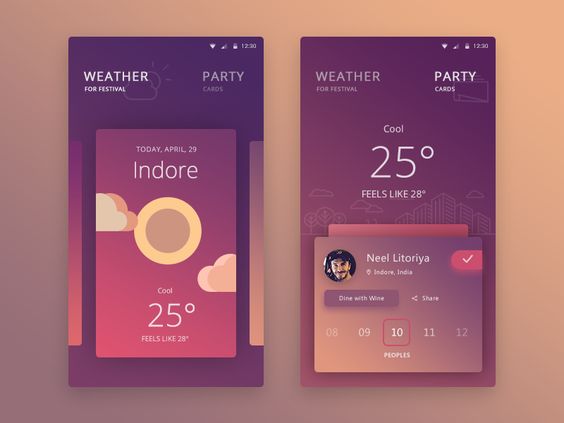 12:30
WEATHER PARTY
FOR FESTIVAL CARDS
TODAY, APRIL, 29
Indore
Cool
25°
FEELS LIKE 28°
12:30
WEATHER PARTY
FOR FESTIVAL CARDS
Cool
25°
FEELS LIKE 28°
Neel Litoriya
Indore, India
Dine with Wine Share
08 09 10 11 12
PEOPLES